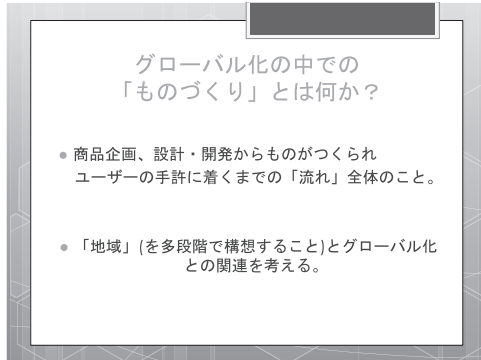 グローバル化の中での
「ものづくり」とは何か？
● 商品企画、設計・開発からものがつくられ
ユーザーの手許に着くまでの「流れ」全体のこと。
● 「地域」(を多段階で構想すること)とグローバル化
との関連を考える。